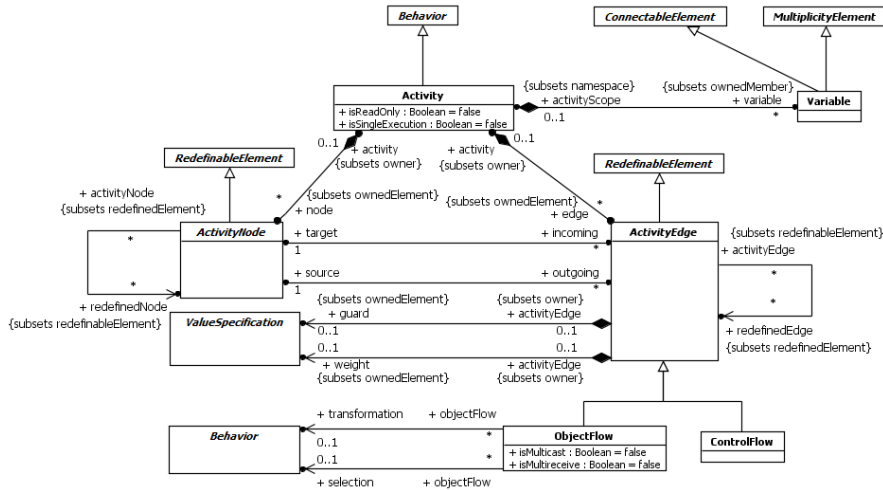 Behavior
ConnectableElement
MultiplicityElement
Activity
+ isReadOnly : Boolean = false
+ isSingleExecution : Boolean = false
{subsets namespace}
+ activityScope
0..1
{subsets ownedMember}
+ variable
*
Variable
0..1
+ activity
{subsets owner}
0..1
+ activity
{subsets owner}
RedefinableElement
RedefinableElement
+ activityNode
{subsets redefinedElement}
*
{subsets ownedElement}
+ node
{subsets ownedElement}
*
+ edge
ActivityNode
ActivityEdge
{subsets redefinableElement}
+ activityEdge
+ target
1
+ incoming
*
*
*
+ source
1
+ outgoing
*
*
*
+ redefinedNode
{subsets redefinableElement}
+ redefinedEdge
{subsets redefinedElement}
ValueSpecification
{subsets ownedElement}
+ guard
0..1
{subsets owner}
+ activityEdge
0..1
0..1
+ weight
{subsets ownedElement}
0..1
+ activityEdge
{subsets owner}
Behavior
+ transformation
+ objectFlow
0..1
*
0..1
*
+ selection
+ objectFlow
ObjectFlow
+ isMulticast : Boolean = false
+ isMultireceive : Boolean = false
ControlFlow